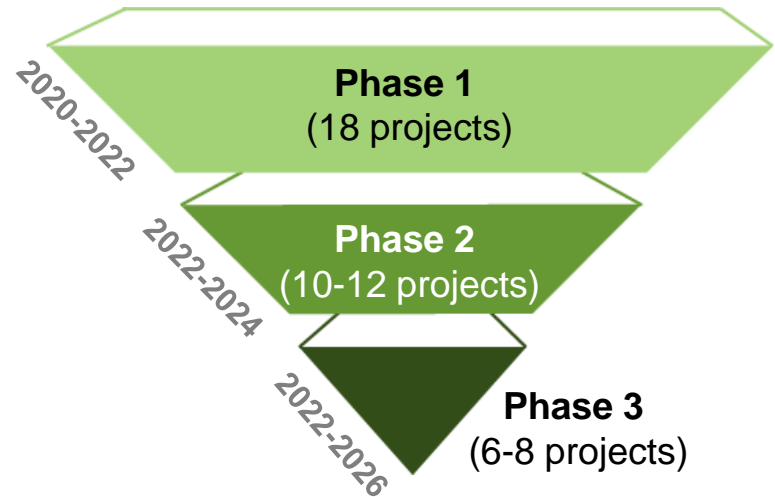 Phase 1
(18 projects)
2020-2022
Phase 2
(10-12 projects)
2022-2024
Phase 3
(6-8 projects)
2022-2026